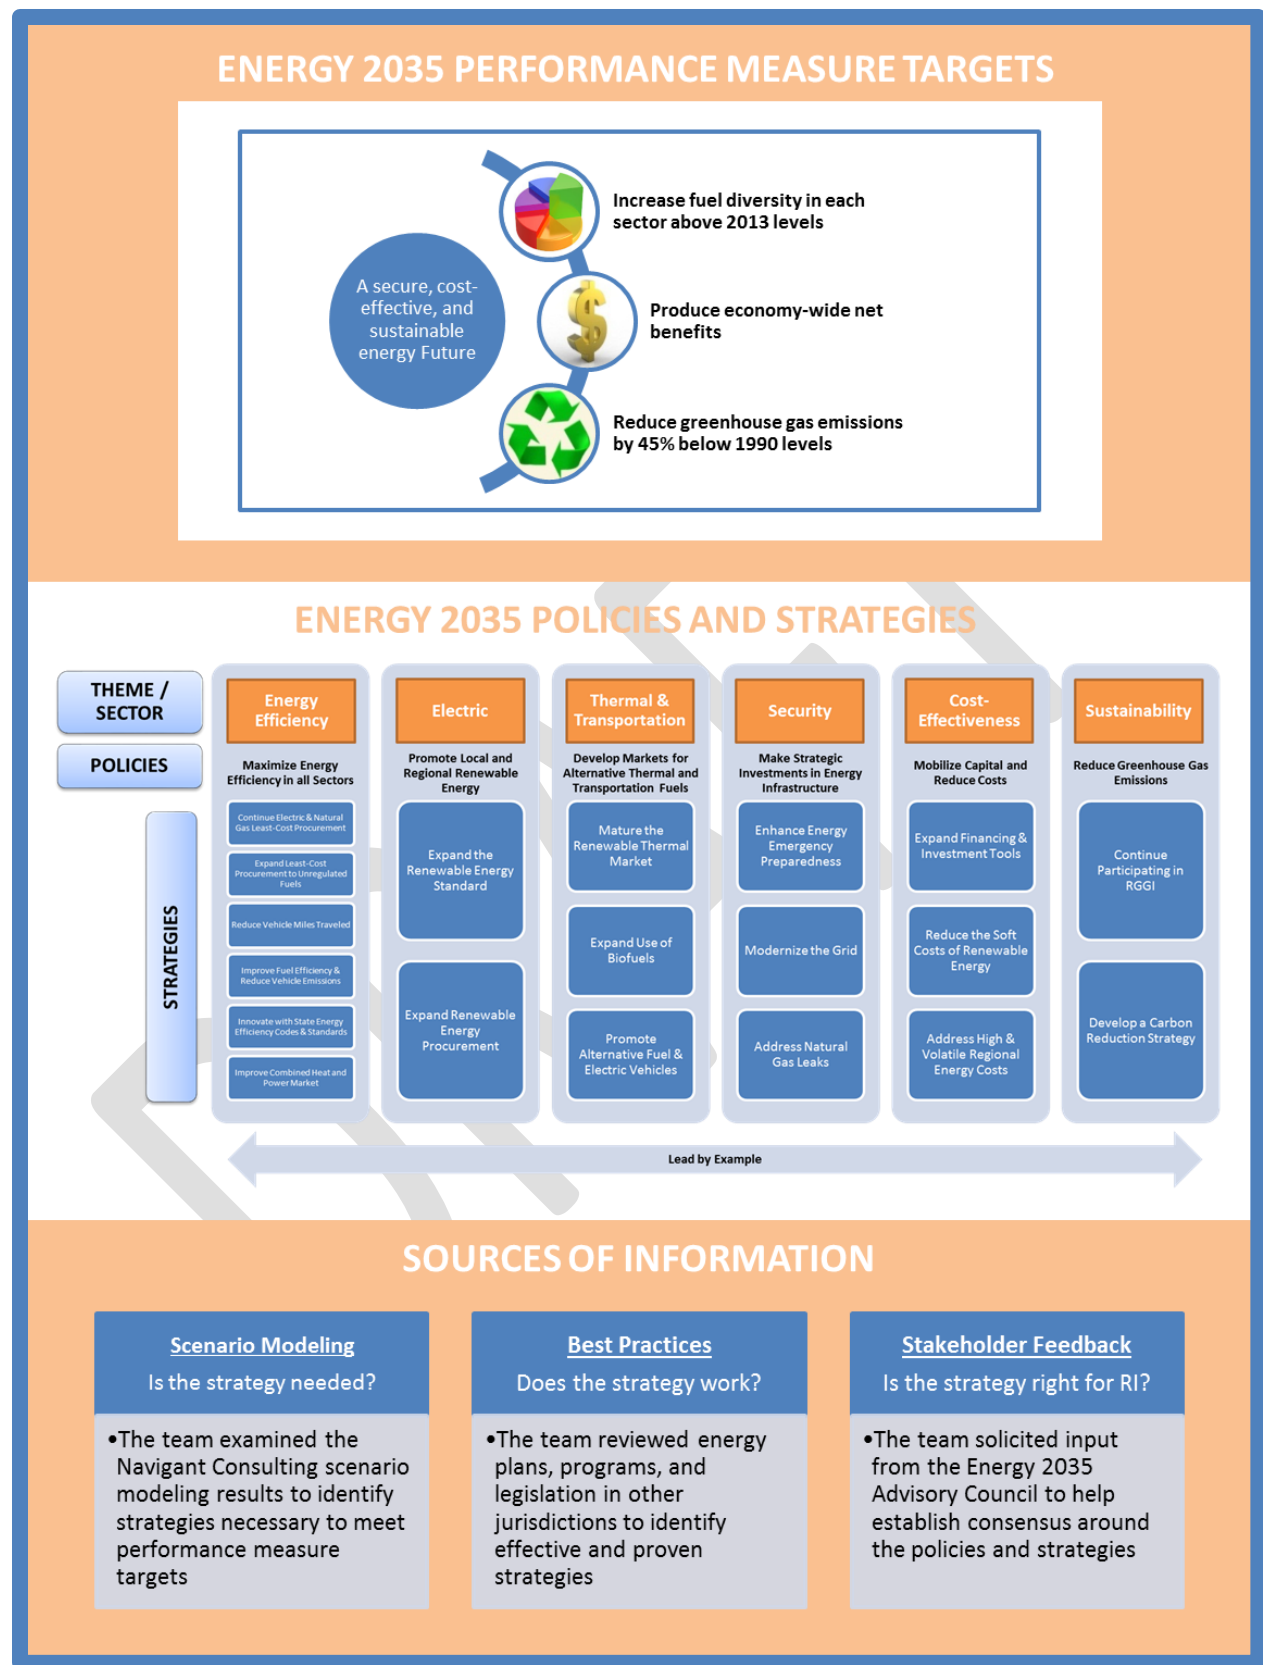 ENERGY 2035 PERFORMANCE MEASURE TARGETS
A secure, cost-
effective, and
sustainable
energy Future
Increase fuel diversity in each
sector above 2013 levels
Produce economy-wide net
benefits
Reduce greenhouse gas emissions
by 45% below 1990 levels
ENERGY 2035 POLICIES AND STRATEGIES
THEME /
SECTOR
POLICIES
STRATEGIES
Energy
Efficiency
Maximize Energy
Efficiency in all Sectors
Continue Electric & Natural
Gas Least-Cost Procurement
Expand Least-Cost
Procurement to Unregulated
Fuels
Reduce Vehicle Miles Traveled
Improve Fuel Efficiency &
Reduce Vehicle Emissions
Innovate with State Energy
Efficiency Codes & Standards
Improve Combined Heat and
Power Market
Electric
Promote Local and
Regional Renewable
Energy
Expand the
Renewable Energy
Standard
Expand Renewable
Energy
Procurement
Thermal &
Transportation
Develop Markets for
Alternative Thermal and
Transportation Fuels
Mature the
Renewable Thermal
Market
Expand Use of
Biofuels
Promote
Alternative Fuel &
Electric Vehicles
Security
Make Strategic
Investments in Energy
Infrastructure
Enhance Energy
Emergency
Preparedness
Modernize the Grid
Address Natural
Gas Leaks
Cost-
Effectiveness
Mobilize Capital and
Reduce Costs
Expand Financing &
Investment Tools
Reduce the Soft
Costs of Renewable
Energy
Address High &
Volatile Regional
Energy Costs
Sustainability
Reduce Greenhouse Gas
Emissions
Continue
Participating in
RGGI
Develop a Carbon
Reduction Strategy
Lead by Example
SOURCES OF INFORMATION
Scenario Modeling
Is the strategy needed?
•The team examined the
Navigant Consulting scenario
modeling results to identify
strategies necessary to meet
performance measure
targets
Best Practices
Does the strategy work?
•The team reviewed energy
plans, programs, and
legislation in other
jurisdictions to identify
effective and proven
strategies
Stakeholder Feedback
Is the strategy right for RI?
•The team solicited input
from the Energy 2035
Advisory Council to help
establish consensus around
the policies and strategies